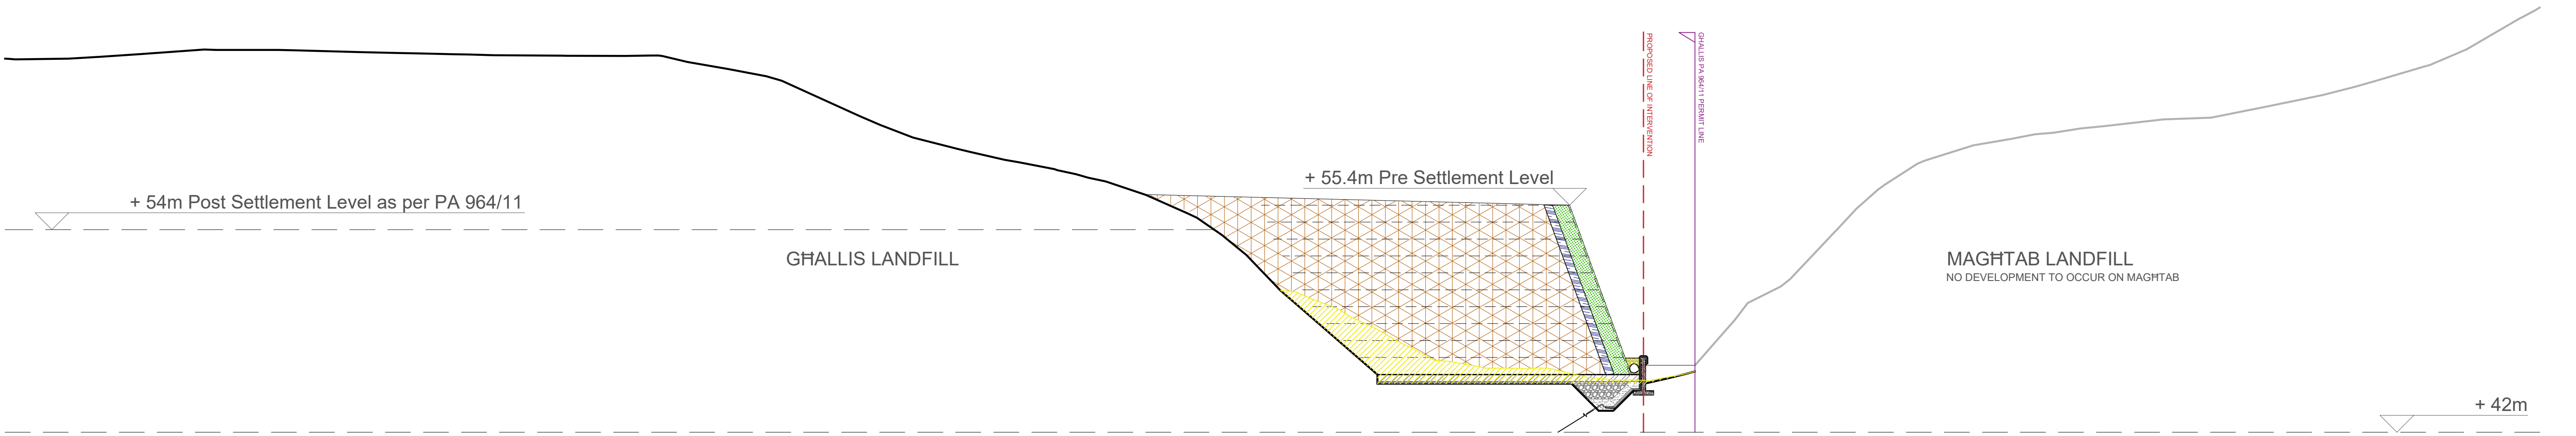 PROPOSED LINE OF INTERVENTION
GHALLIS PA 964/11 PERMIT LINE
+ 55.4m Pre Settlement Level
+ 54m Post Settlement Level as per PA 964/11
GĦALLIS LANDFILL
MAGĦTAB LANDFILL
NO DEVELOPMENT TO OCCUR ON MAGĦTAB
+ 42m